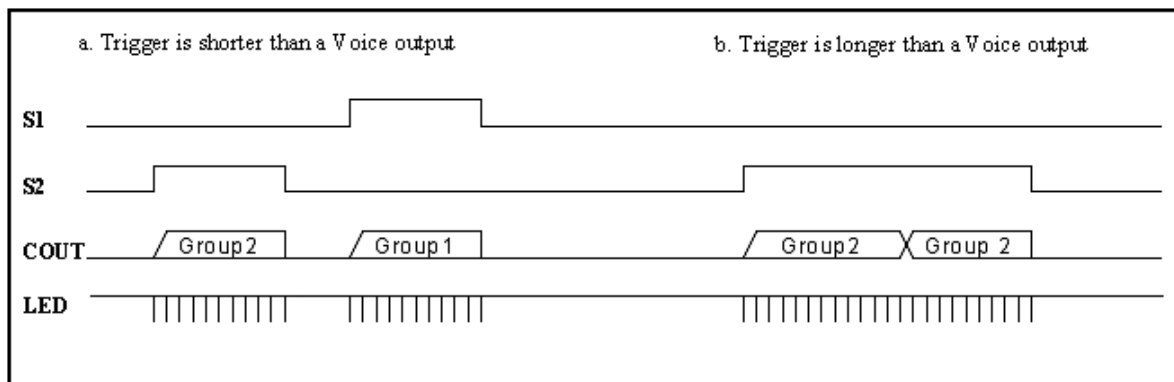 a. Trigger is shorter than a Voice output
b. Trigger is longer than a Voice output
S1
S2
COUT
Group2
Group1
Group2
Group 2
LED